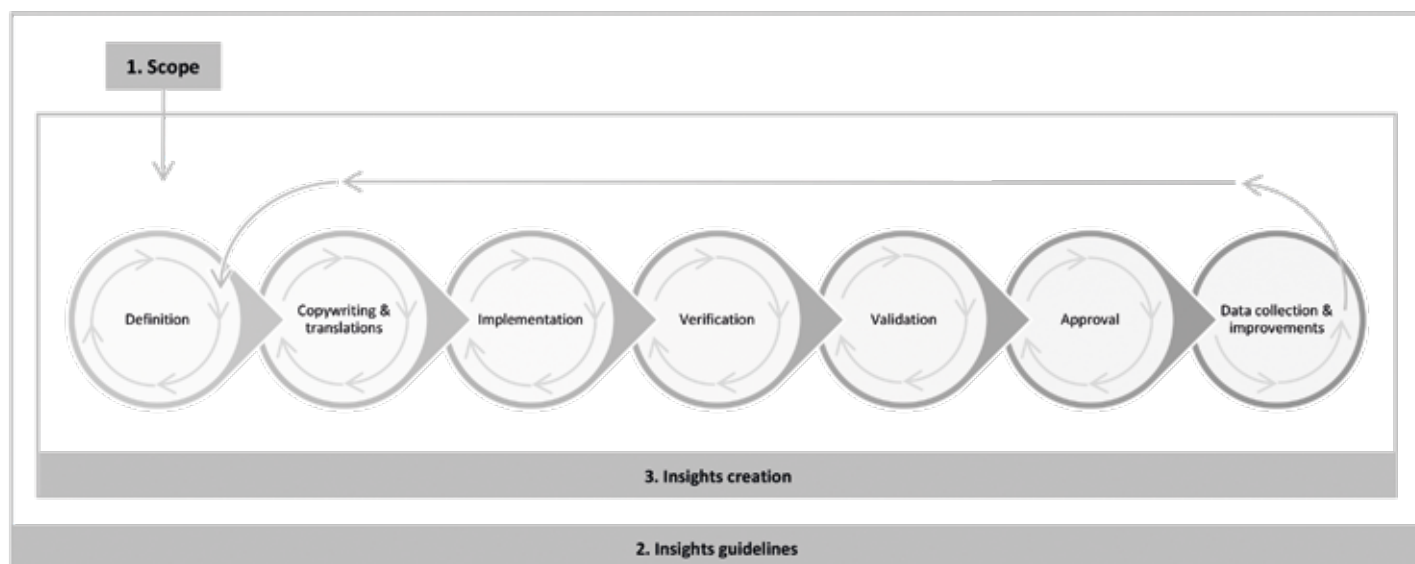 1. Scope
Definition
Copywriting &
translations
Implementation
Verification
Validation
Approval
Data collection &
improvements
3. Insights creation
2. Insights guidelines